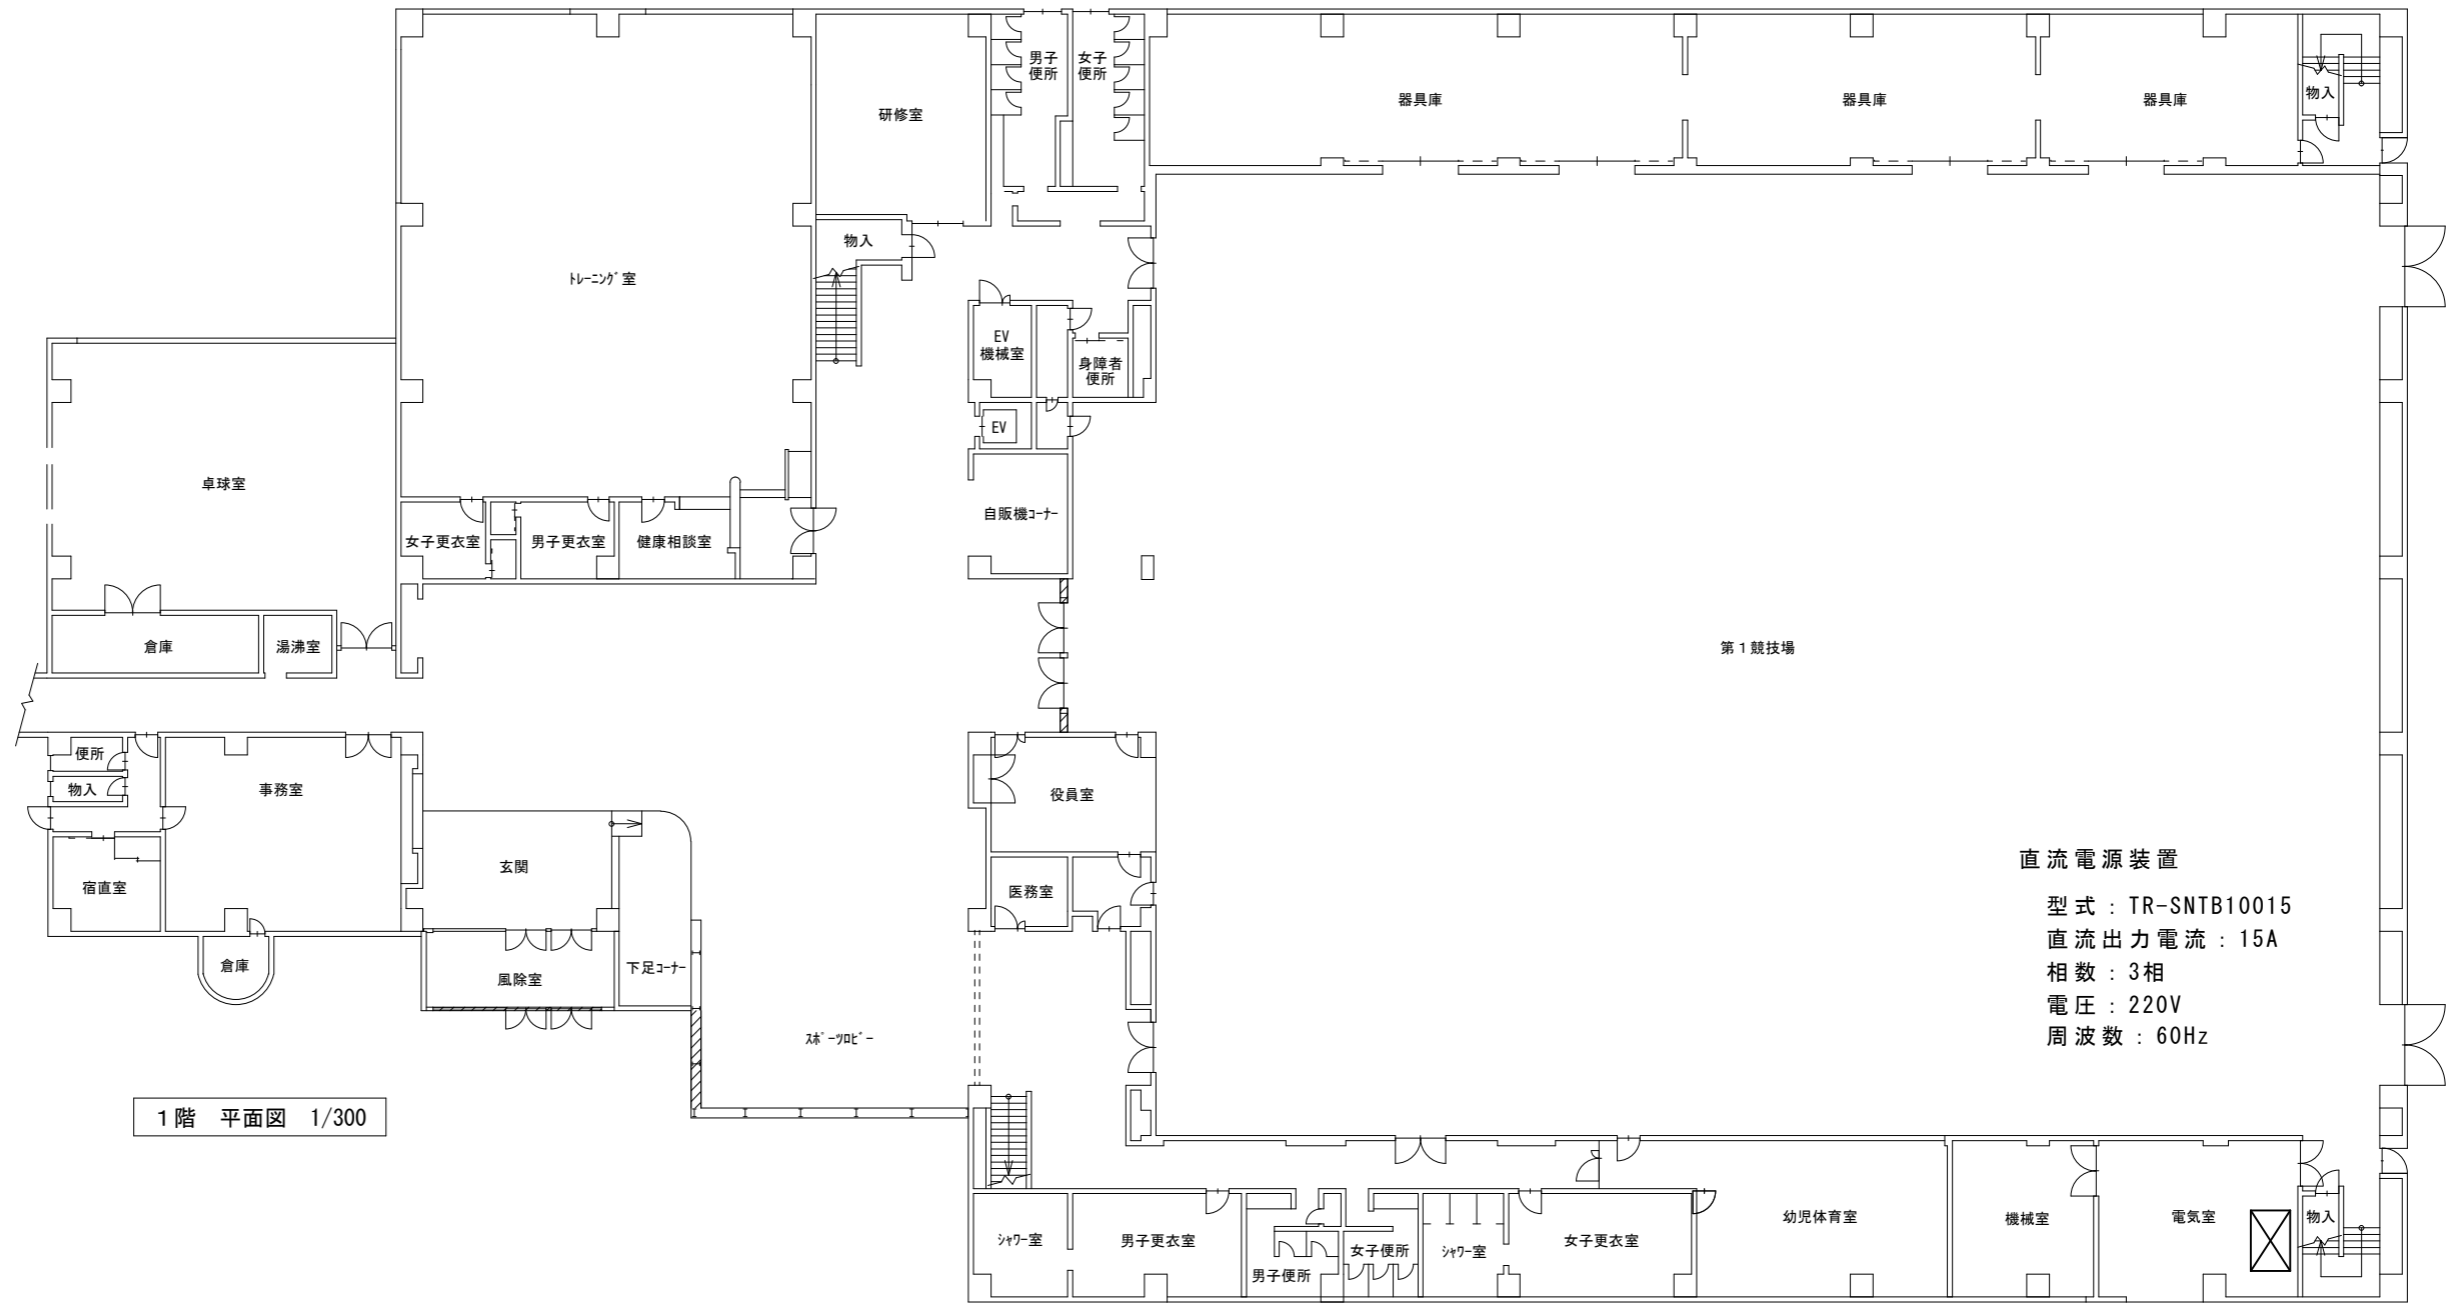 男子
便所
女子
便所
研修室
器具庫
器具庫
器具庫
物入
物入
トレーニング室
EV
機械室
身障者
便所
EV
卓球室
自販機コーナー
女子更衣室
男子更衣室
健康相談室
倉庫
湯沸室
第1競技場
便所
物入
事務室
役員室
玄関
宿直室
医務室
倉庫
風除室
下足コーナー
スポーツロビー
直流電源装置
型式：TR-SNTB10015
直流出力電流：15A
相数：3相
電圧：220V
周波数：60Hz
1階　平面図　1/300
シャワー室
男子更衣室
男子便所
女子便所
シャワー室
女子更衣室
幼児体育室
機械室
電気室
物入